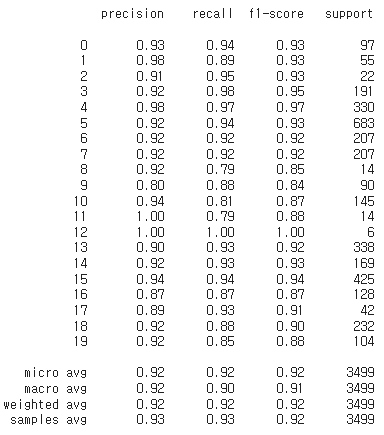 precision recall f1-score support
0 0.93 0.94 0.93 97
1 0.98 0.89 0.93 55
2 0.91 0.95 0.93 22
3 0.92 0.98 0.95 191
4 0.98 0.97 0.97 330
5 0.92 0.94 0.93 683
6 0.92 0.92 0.92 207
7 0.92 0.92 0.92 207
8 0.92 0.79 0.85 14
9 0.80 0.88 0.84 90
10 0.94 0.81 0.87 145
11 1.00 0.79 0.88 14
12 1.00 1.00 1.00 6
13 0.90 0.93 0.92 338
14 0.92 0.93 0.93 169
15 0.94 0.94 0.94 425
16 0.87 0.87 0.87 128
17 0.89 0.93 0.91 42
18 0.92 0.88 0.90 232
19 0.92 0.85 0.88 104
micro avg 0.92 0.92 0.92 3499
macro avg 0.92 0.90 0.91 3499
weighted avg 0.92 0.92 0.92 3499
samples avg 0.93 0.93 0.92 3499